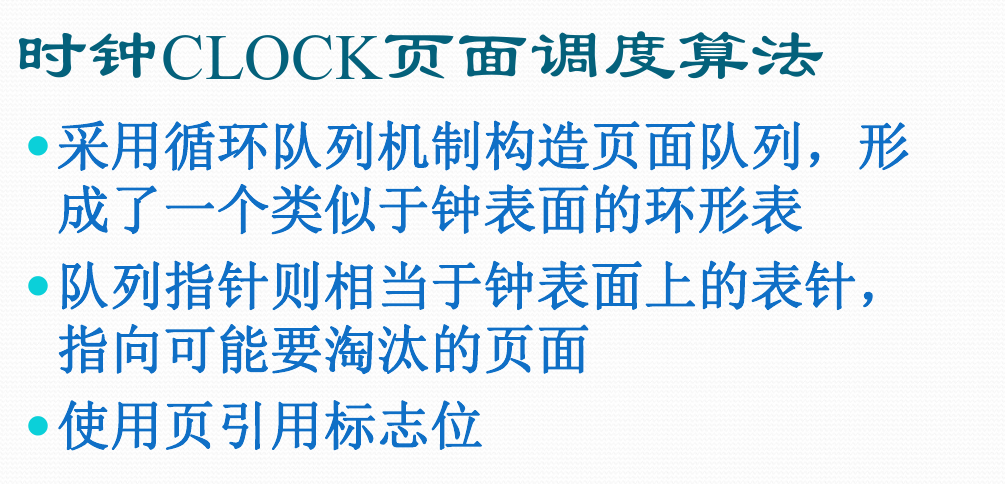 时钟CLOCK页面调度算法
•采用循环队列机制构造页面队列，形
成了一个类似于钟表面的环形表
•队列指针则相当于钟表面上的表针，
指向可能要淘汰的页面
•使用页引用标志位